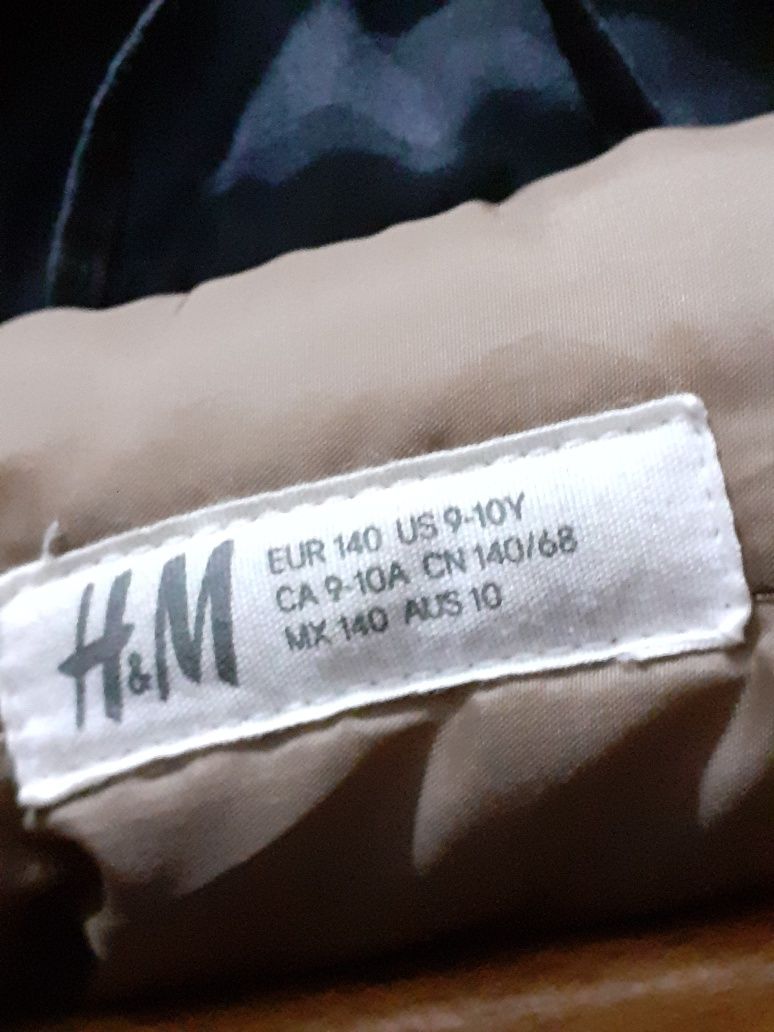 H&M
EUR 140 US 9-10Y
CA 9-10A CN 140/68
MX 140 AUS 10